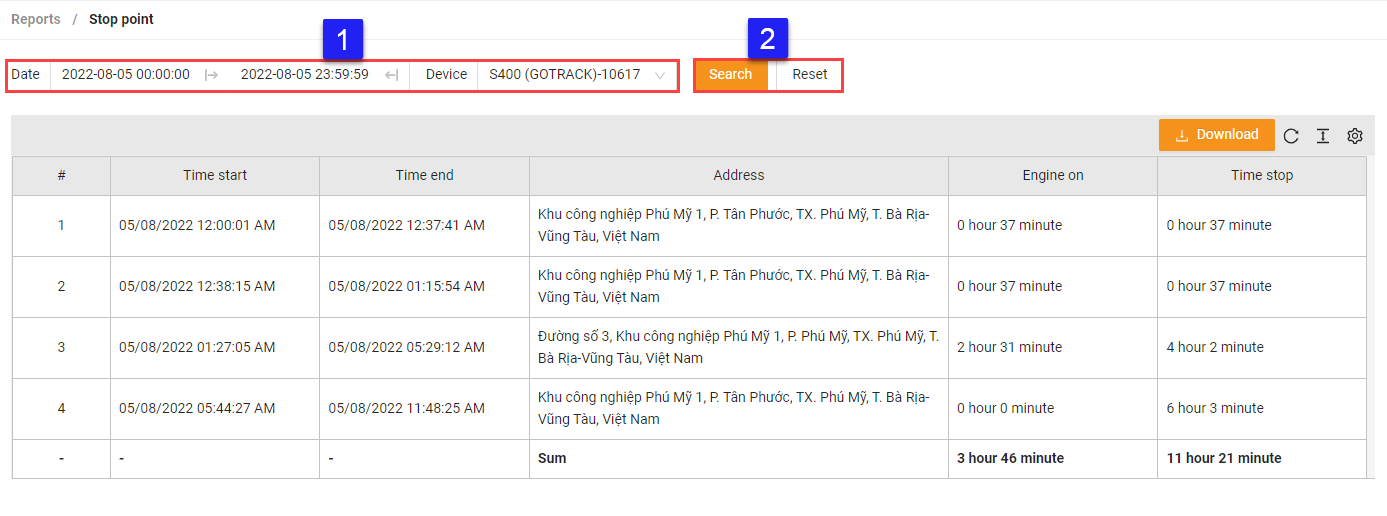 Reports / Stop point
1
2
Date 2022-08-05 00:00:00 2022-08-05 23:59:59 Device S400 (GOTRACK)-10617 Search Reset
Download
# Time start Time end Address Engine on Time stop
1 05/08/2022 12:00:01 AM 05/08/2022 12:37:41 AM Khu công nghiệp Phú Mỹ 1, P. Tân Phước, TX. Phú Mỹ, T. Bà Rịa-
Vũng Tàu, Việt Nam 0 hour 37 minute 0 hour 37 minute
2 05/08/2022 12:38:15 AM 05/08/2022 01:15:54 AM Khu công nghiệp Phú Mỹ 1, P. Tân Phước, TX. Phú Mỹ, T. Bà Rịa-
Vũng Tàu, Việt Nam 0 hour 37 minute 0 hour 37 minute
3 05/08/2022 01:27:05 AM 05/08/2022 05:29:12 AM Đường số 3, Khu công nghiệp Phú Mỹ 1, P. Phú Mỹ, TX. Phú Mỹ, T.
Bà Rịa-Vũng Tàu, Việt Nam 2 hour 31 minute 4 hour 2 minute
4 05/08/2022 05:44:27 AM 05/08/2022 11:48:25 AM Khu công nghiệp Phú Mỹ 1, P. Tân Phước, TX. Phú Mỹ, T. Bà Rịa-
Vũng Tàu, Việt Nam 0 hour 0 minute 6 hour 3 minute
- - - Sum 3 hour 46 minute 11 hour 21 minute